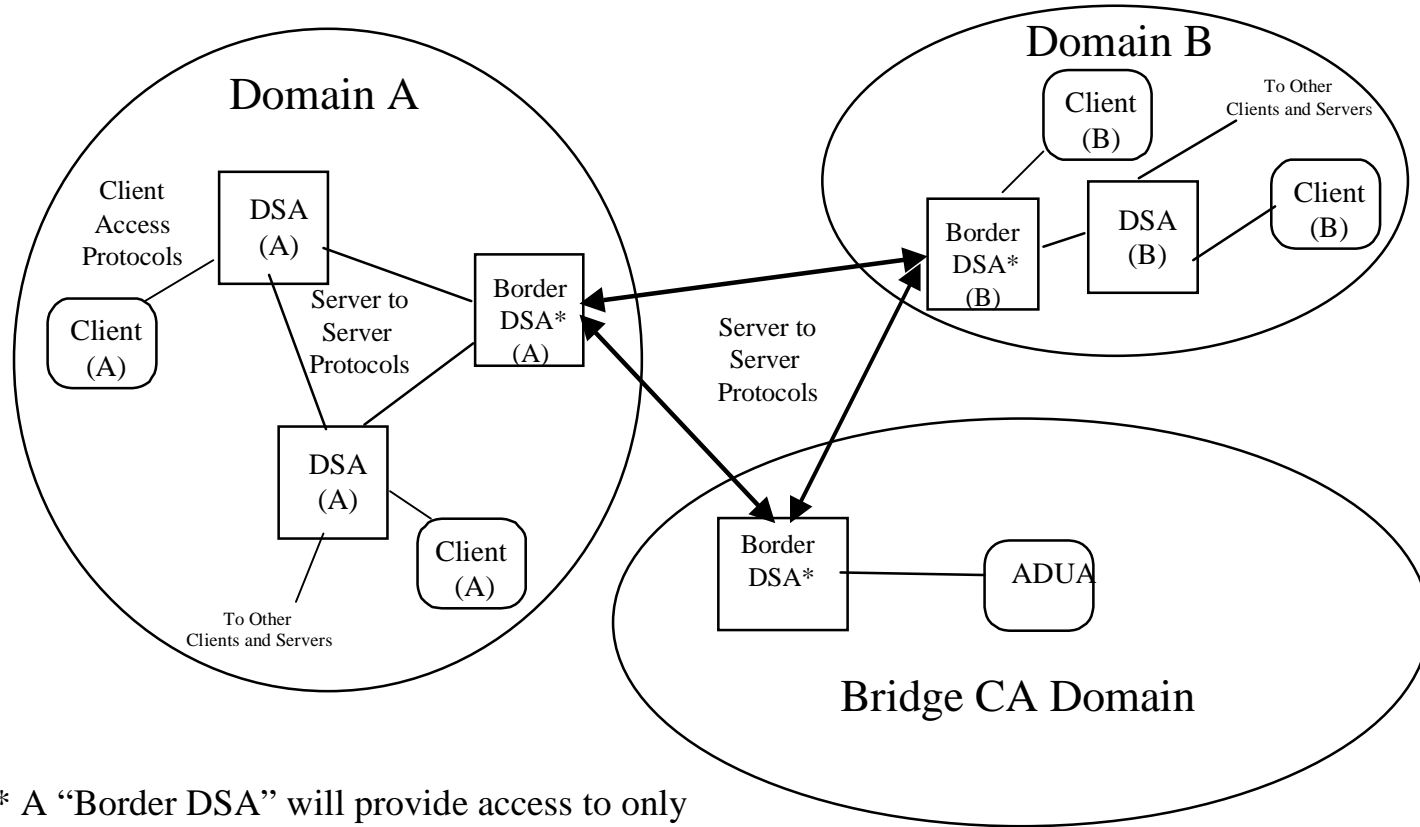 Domain A
Client
Access
Protocols
DSA
(A)
Client
(A)
Server to
Server
Protocols
Border
DSA*
(A)
DSA
(A)
Client
(A)
To Other
Clients and Servers
Server to
Server
Protocols
Domain B
Client
(B)
To Other
Clients and Servers
Border
DSA*
(B)
DSA
(B)
Client
(B)
Border
DSA*
ADUA
Bridge CA Domain
* A “Border DSA” will provide access to only